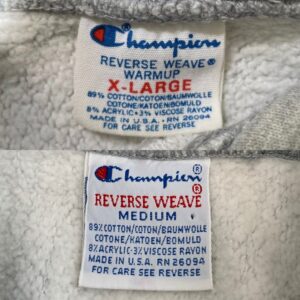 Champion®
REVERSE WEAVE®
WARMUP
X-LARGE
89% COTTON/COTON/BAUMWOLLE
COTONE/KATOEN/BOMULD
8% ACRYLIC•3% VISCOSE RAYON
MADE IN U.S.A. • RN 26094
FOR CARE SEE REVERSE
Champion®
REVERSE WEAVE®
MEDIUM
89% COTTON/COTON/BAUMWOLLE
COTONE/KATOEN/BOMULD
8% ACRYLIC-3% VISCOSE RAYON
MADE IN U.S.A. RN 26094
FOR CARE SEE REVERSE